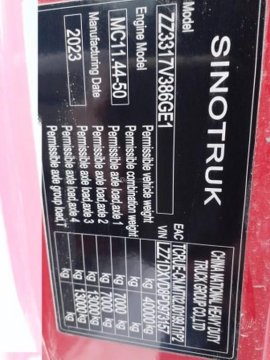 SINOTRUK
CHINA NATIONAL HEAVY DUTY
TRUCK GROUP CO.,LTD
ZZ3317V386GE1
Engine Model
MC11.44-50
Manufacturing Date
2023
EAC
VIN
Permissible vehicle weight 40000 kg
Permissible combination weight kg
Permissible axle load,axle 1 7000 kg
Permissible axle load,axle 2 7000 kg
Permissible axle load,axle 3 13000 kg
Permissible axle load,axle 4 13000 kg
Permissible axle group load,T kg